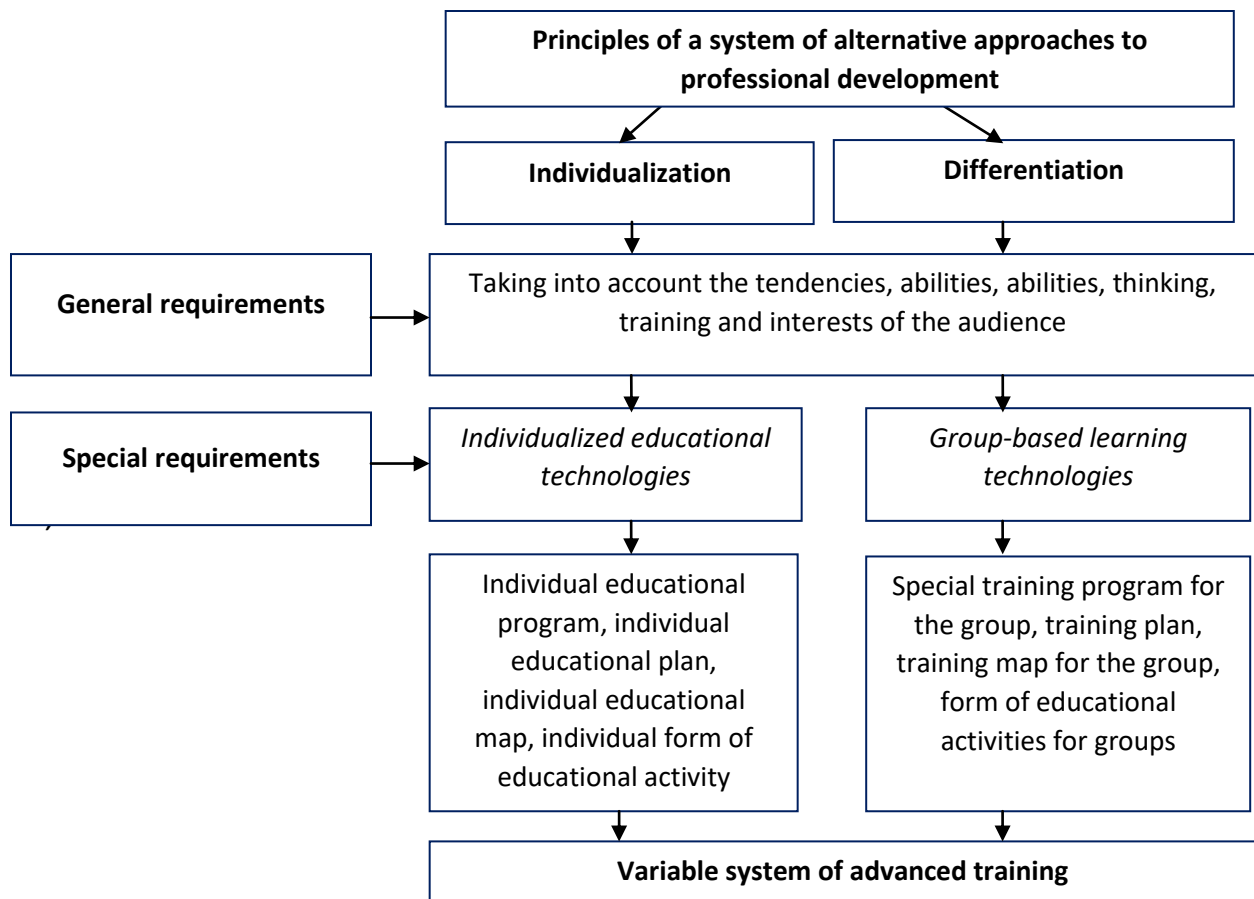 Principles of a system of alternative approaches to
professional development
Individualization
Differentiation
General requirements
Taking into account the tendencies, abilities, abilities, thinking,
training and interests of the audience
Special requirements
Individualized educational
technologies
Group-based learning
technologies
Individual educational
program, individual
educational plan,
individual educational
map, individual form of
educational activity
Special training program for
the group, training plan,
training map for the group,
form of educational
activities for groups
Variable system of advanced training